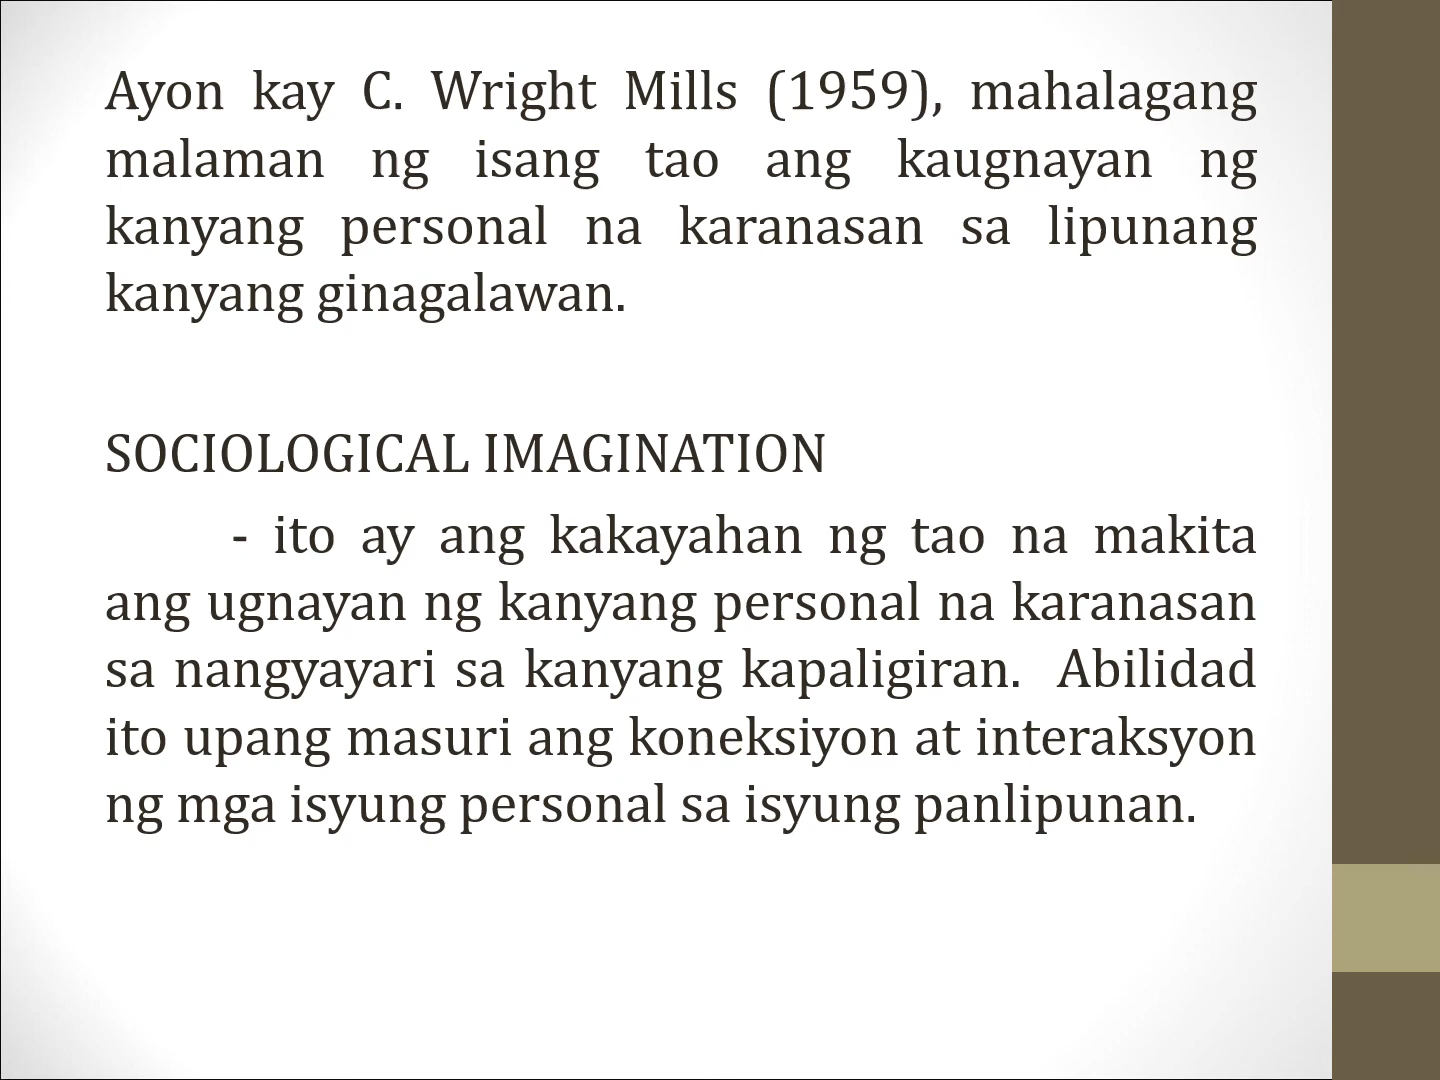 Ayon kay C. Wright Mills (1959), mahalagang
malaman ng isang tao ang kaugnayan ng
kanyang personal na karanasan sa lipunang
kanyang ginagalawan.
SOCIOLOGICAL IMAGINATION
- ito ay ang kakayahan ng tao na makita
ang ugnayan ng kanyang personal na karanasan
sa nangyayari sa kanyang kapaligiran.  Abilidad
ito upang masuri ang koneksiyon at interaksyon
ng mga isyung personal sa isyung panlipunan.